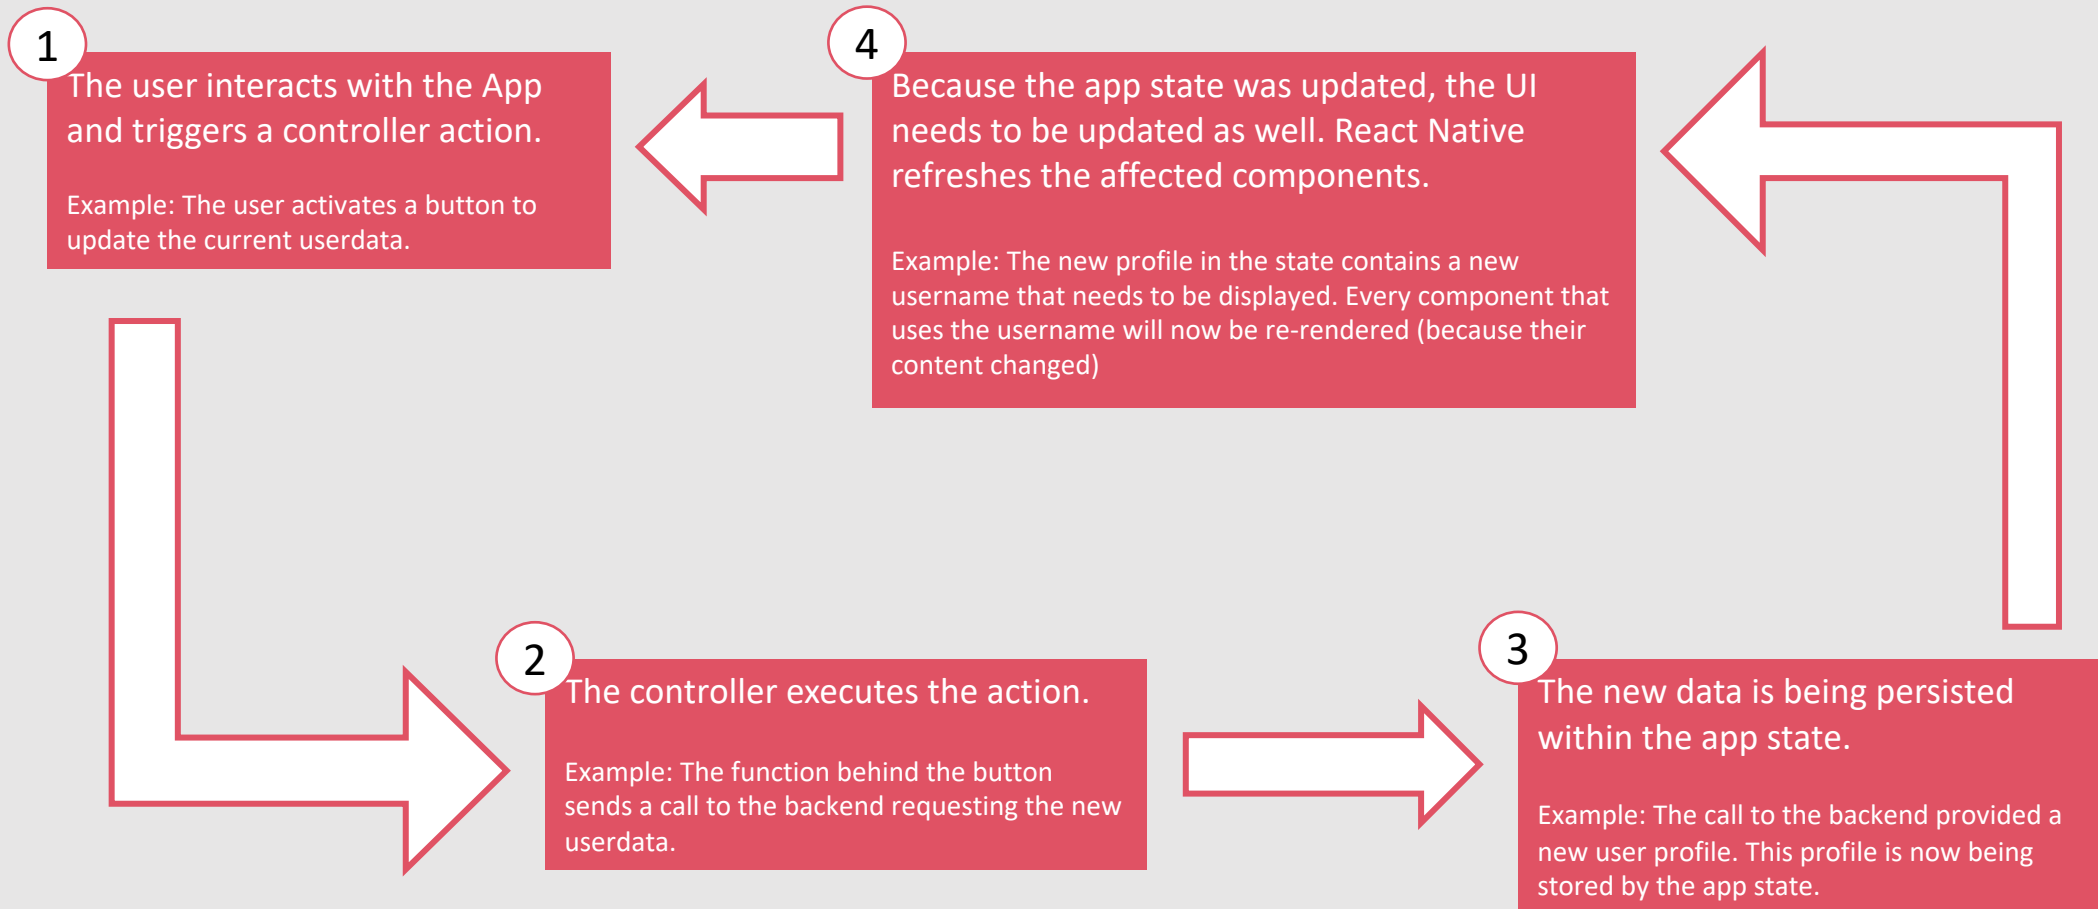 1
The user interacts with the App
and triggers a controller action.
Example: The user activates a button to
update the current userdata.
4
Because the app state was updated, the UI
needs to be updated as well. React Native
refreshes the affected components.
Example: The new profile in the state contains a new
username that needs to be displayed. Every component that
uses the username will now be re-rendered (because their
content changed)
2
The controller executes the action.
Example: The function behind the button
sends a call to the backend requesting the new
userdata.
3
The new data is being persisted
within the app state.
Example: The call to the backend provided a
new user profile. This profile is now being
stored by the app state.